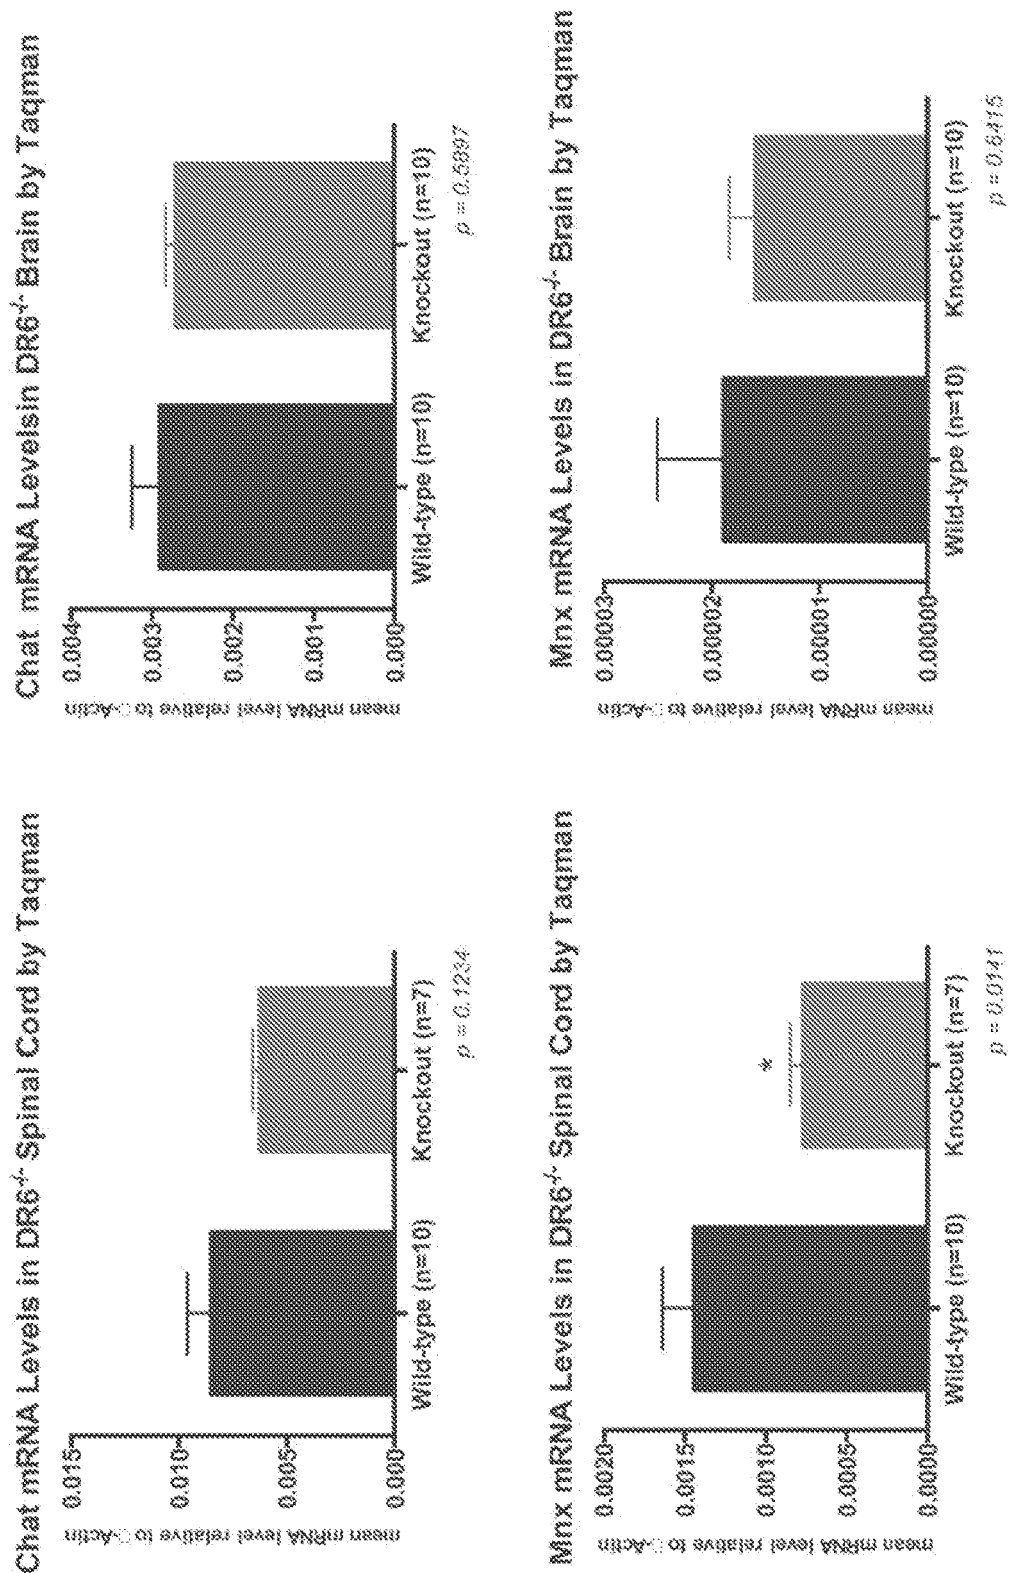 Chat mRNA Levels in DR6-/- Spinal Cord by Taqman
mean mRNA level relative to □-Actin
0.015
0.010
0.005
0.000
Wild-type (n=10)
Knockout (n=7)
p = 0.1234
Chat mRNA Levelsin DR6-/- Brain by Taqman
mean mRNA level relative to □-Actin
0.004
0.003
0.002
0.001
0.000
Wild-type (n=10)
Knockout (n=10)
p = 0.5897
Mnx mRNA Levels in DR6-/- Spinal Cord by Taqman
mean mRNA level relative to □-Actin
0.0020
0.0015
0.0010
0.0005
0.0000
*
Wild-type (n=10)
Knockout (n=7)
p = 0.0141
Mnx mRNA Levels in DR6-/- Brain by Taqman
mean mRNA level relative to □-Actin
0.00003
0.00002
0.00001
0.00000
Wild-type (n=10)
Knockout (n=10)
p = 0.6415